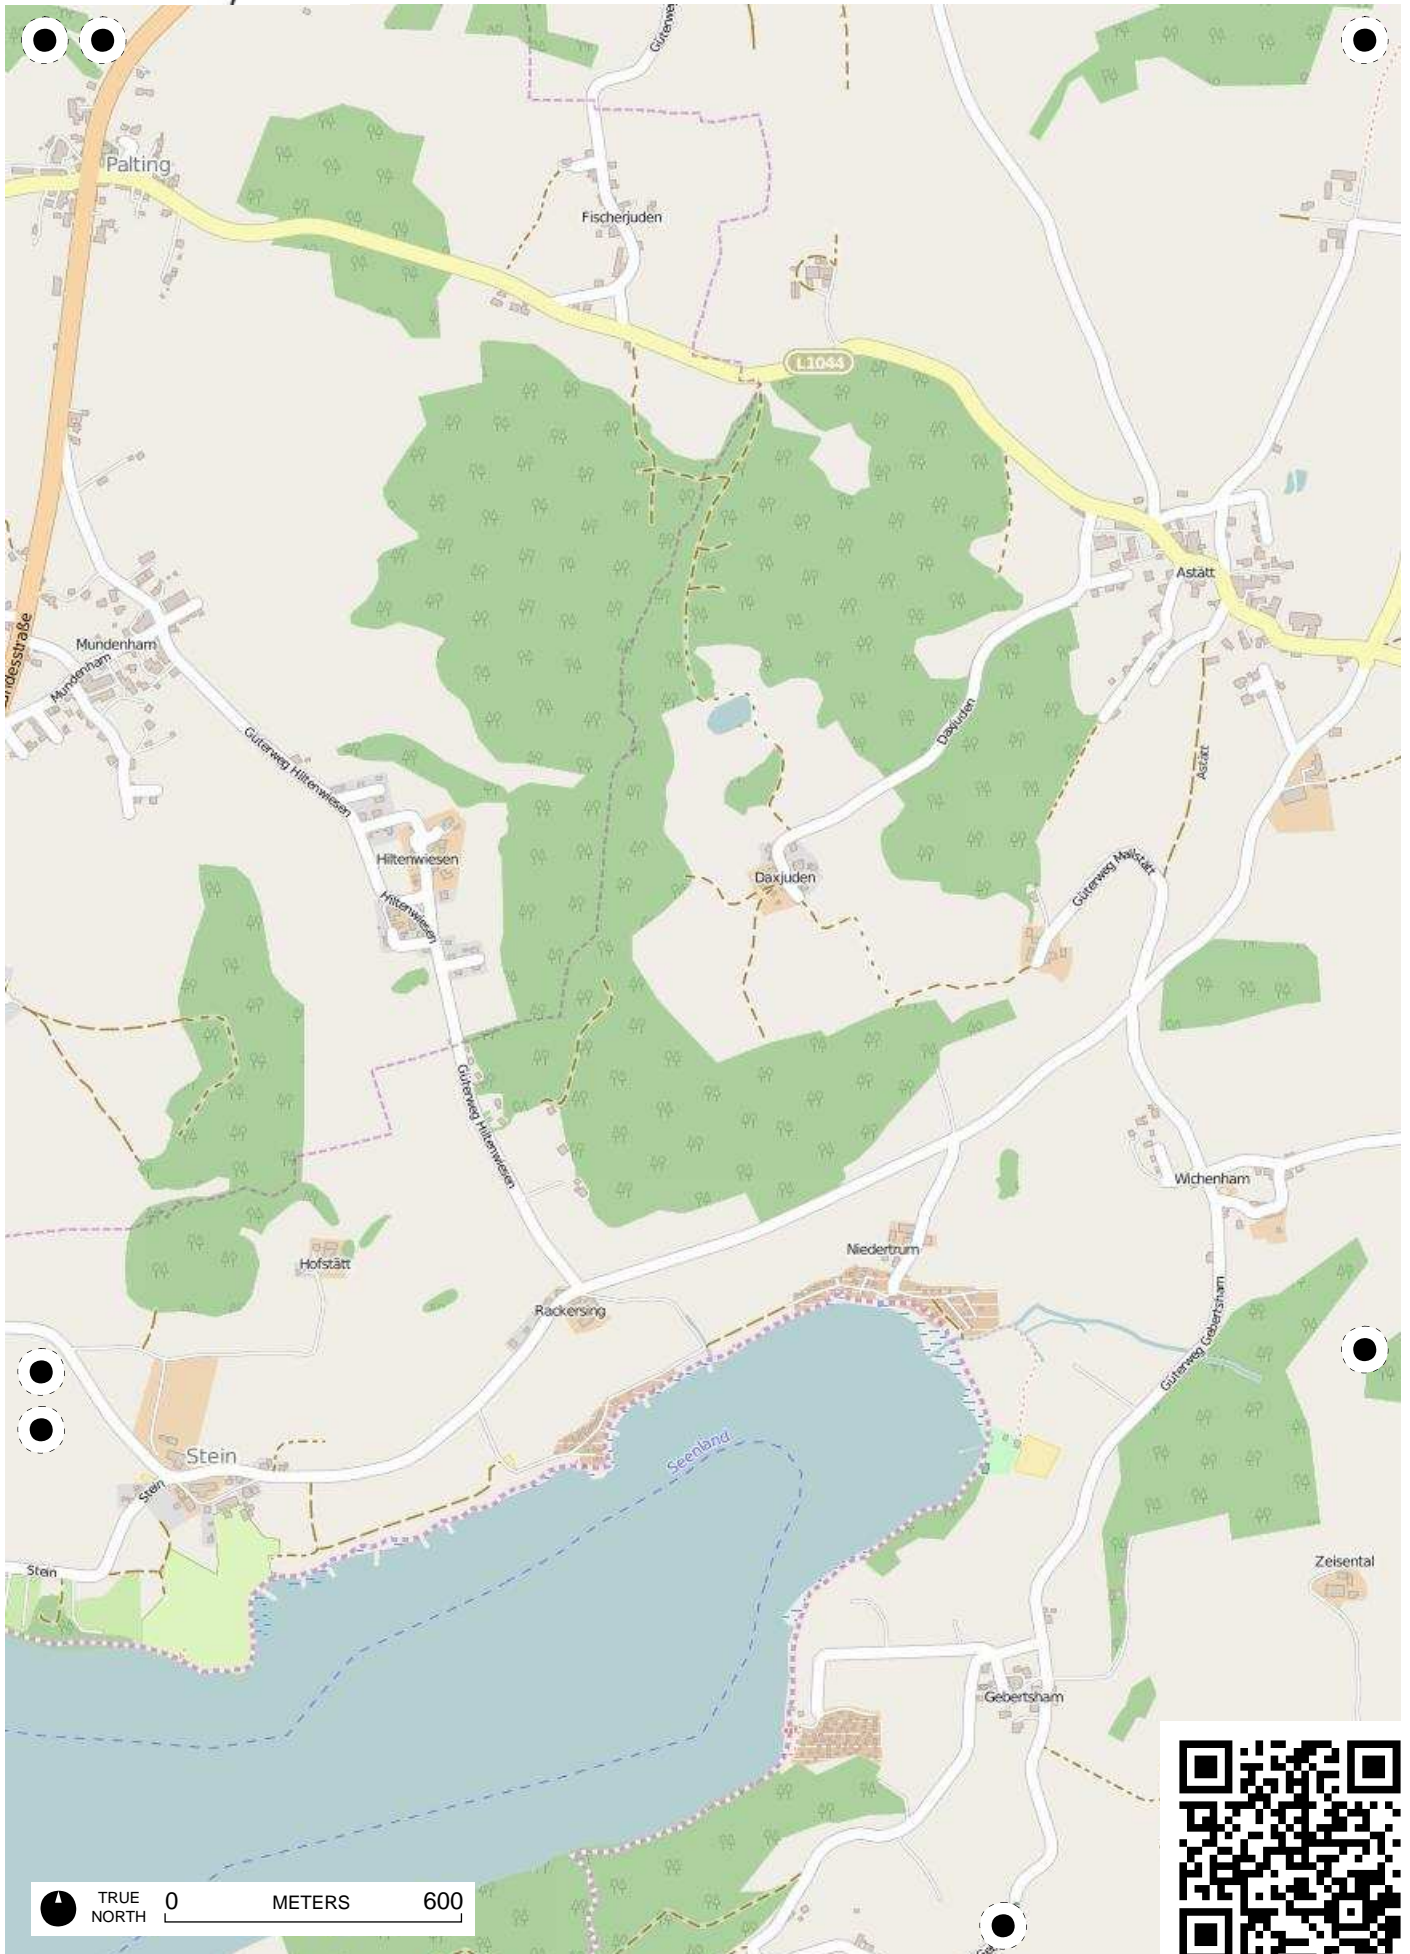 Güterweg
Palting
Fischerjuden
L1044
Astätt
Mundenham
Mundenham
Daxjuden
Güterweg Hiltenwiesen
Astätt
Hiltenwiesen
Daxjuden
Güterweg Mallstätt
Hiltenwiesen
Güterweg Hiltenwiesen
Wichenham
Niedertrum
Hofstätt
Rackersing
Güterweg Gebertsham
Seenland
Stein
Stein
Zeisental
Stein
Gebertsham
TRUE NORTH
0 METERS 600